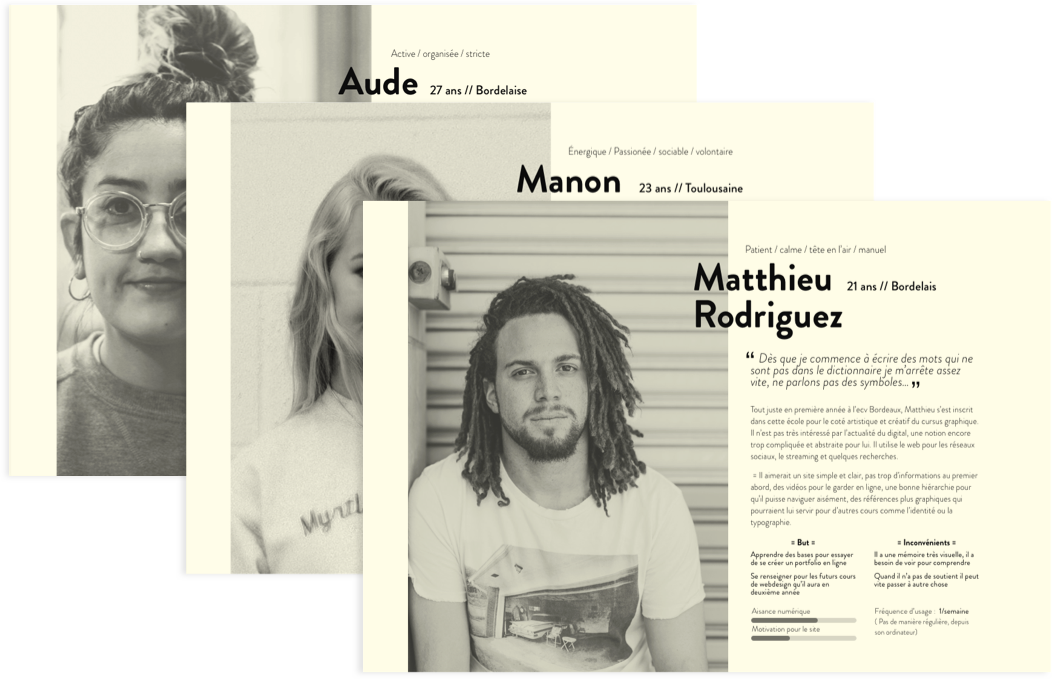 Active / organisée / stricte
Aude 27 ans // Bordelaise
Énergique / Passionée / sociable / volontaire
Manon 23 ans // Toulousaine
Patient / calme / tête en l'air / manuel
Matthieu 21 ans // Bordelais
Rodriguez
“ Dès que je commence à écrire des mots qui ne
sont pas dans le dictionnaire je m'arrête assez
vite, ne parlons pas des symboles... ”
Tout juste en première année à l'ecv Bordeaux, Matthieu s'est inscrit
dans cette école pour le coté artistique et créatif du cursus graphique.
Il n'est pas très intéressé par l'actualité du digital, une notion encore
trop compliquée et abstraite pour lui. Il utilise le web pour les réseaux
sociaux, le streaming et quelques recherches.
= Il aimerait un site simple et clair, pas trop d'informations au premier
abord, des vidéos pour le garder en ligne, une bonne hiérarchie pour
qu'il puisse naviguer aisément, des références plus graphiques qui
pourraient lui servir pour d'autres cours comme l'identité ou la
typographie.
= But =
Apprendre des bases pour essayer
de se créer un portfolio en ligne
Se renseigner pour les futurs cours
de webdesign qu'il aura en
deuxième année
= Inconvénients =
Il a une mémoire très visuelle, il a
besoin de voir pour comprendre
Quand il n'a pas de soutient il peut
vite passer à autre chose
Aisance numérique
Motivation pour le site
Fréquence d'usage : 1/semaine
( Pas de manière régulière, depuis
son ordinateur)